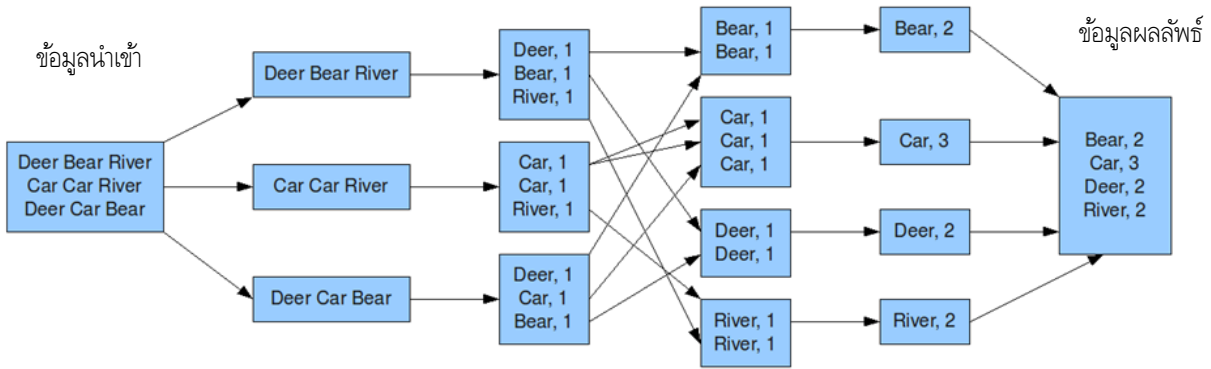 ข้อมูลนำเข้า
Deer Bear River
Car Car River
Deer Car Bear
Deer Bear River
Car Car River
Deer Car Bear
Deer, 1
Bear, 1
River, 1
Car, 1
Car, 1
River, 1
Deer, 1
Car, 1
Bear, 1
Bear, 1
Bear, 1
Car, 1
Car, 1
Car, 1
Deer, 1
Deer, 1
River, 1
River, 1
Bear, 2
Car, 3
Deer, 2
River, 2
ข้อมูลผลลัพธ์
Bear, 2
Car, 3
Deer, 2
River, 2